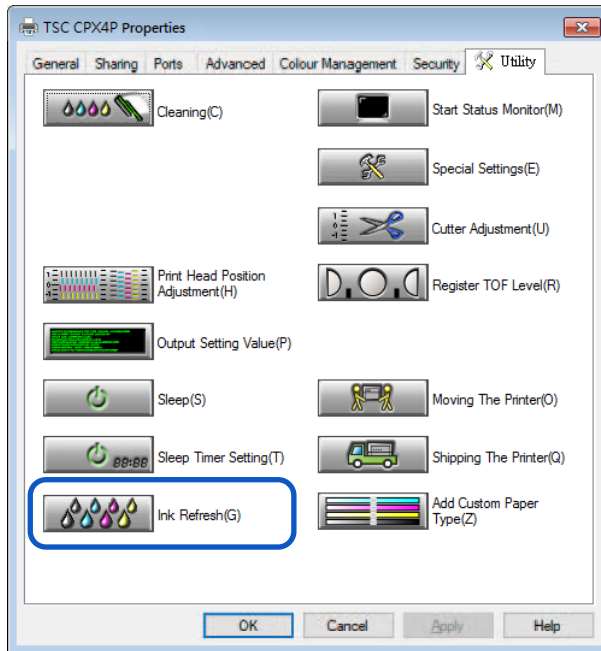 TSC CPX4P Properties
General Sharing Ports Advanced Colour Management Security Utility
Cleaning(C)
Start Status Monitor(M)
Special Settings(E)
Cutter Adjustment(U)
Print Head Position
Adjustment(H)
Register TOF Level(R)
Output Setting Value(P)
Sleep(S)
Moving The Printer(O)
Sleep Timer Setting(T)
Shipping The Printer(Q)
Ink Refresh(G)
Add Custom Paper
Type(Z)
OK Cancel Apply Help